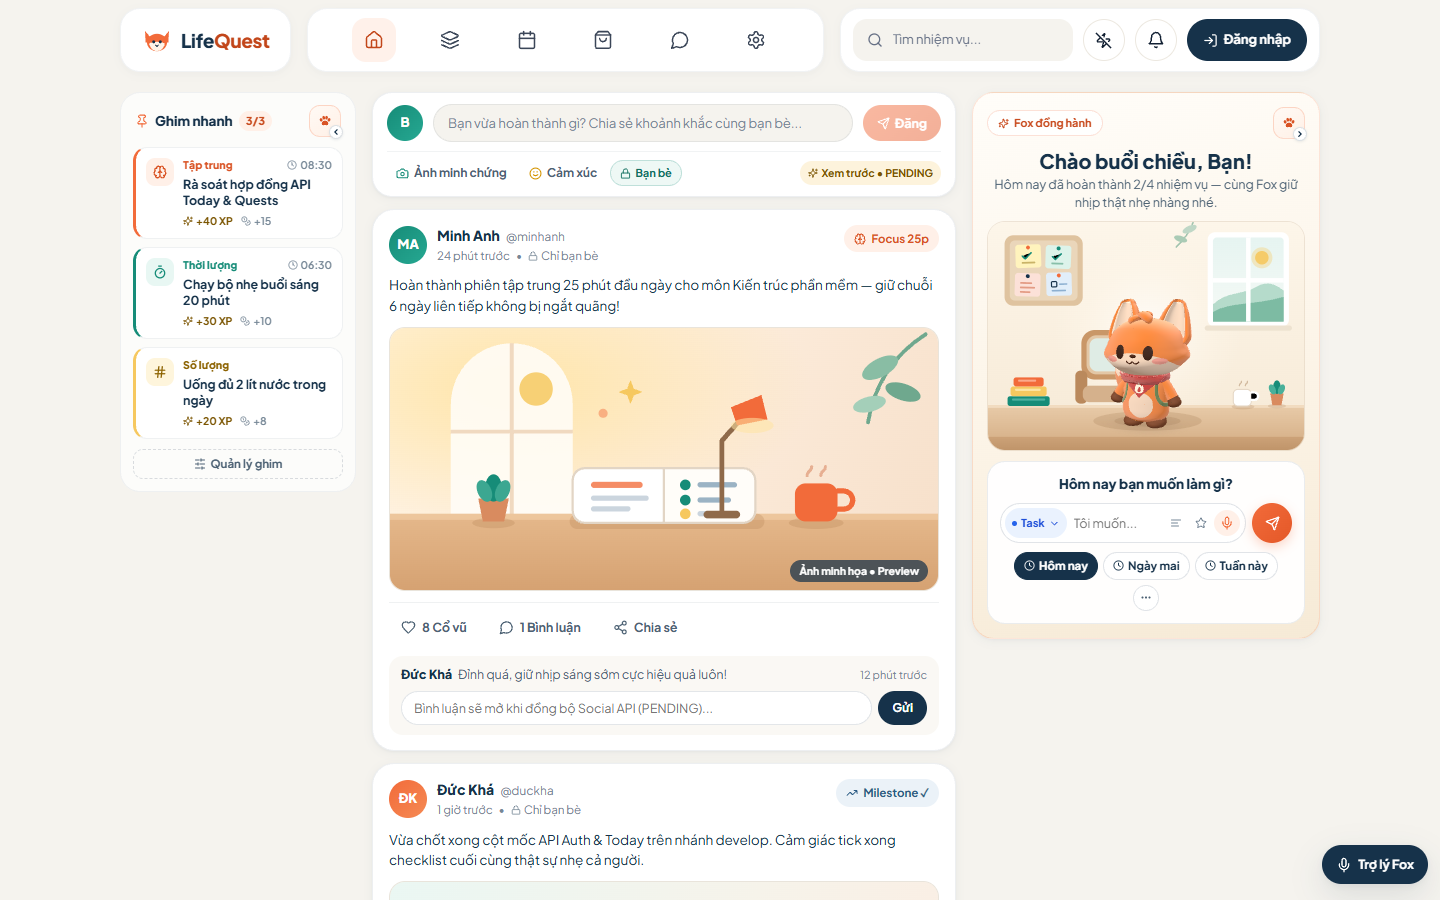 LifeQuest
Tìm nhiệm vụ...
Đăng nhập
Ghim nhanh 3/3
Tập trung 08:30
Rà soát hợp đồng API
Today & Quests
+40 XP +15
Thời lượng 06:30
Chạy bộ nhẹ buổi sáng
20 phút
+30 XP +10
Số lượng
Uống đủ 2 lít nước trong
ngày
+20 XP +8
Quản lý ghim
B
Bạn vừa hoàn thành gì? Chia sẻ khoảnh khắc cùng bạn bè...
Đăng
Ảnh minh chứng Cảm xúc Bạn bè Xem trước • PENDING
MA
Minh Anh @minhanh
24 phút trước • Chỉ bạn bè
Focus 25p
Hoàn thành phiên tập trung 25 phút đầu ngày cho môn Kiến trúc phần mềm — giữ chuỗi
6 ngày liên tiếp không bị ngắt quãng!
Ảnh minh họa • Preview
8 Cổ vũ 1 Bình luận Chia sẻ
Đức Khá Đỉnh quá, giữ nhịp sáng sớm cực hiệu quả luôn! 12 phút trước
Bình luận sẽ mở khi đồng bộ Social API (PENDING)...
Gửi
ĐK
Đức Khá @duckha
1 giờ trước • Chỉ bạn bè
Milestone ✓
Vừa chốt xong cột mốc API Auth & Today trên nhánh develop. Cảm giác tick xong
checklist cuối cùng thật sự nhẹ cả người.
Fox đồng hành
Chào buổi chiều, Bạn!
Hôm nay đã hoàn thành 2/4 nhiệm vụ — cùng Fox giữ
nhịp thật nhẹ nhàng nhé.
Hôm nay bạn muốn làm gì?
Task Tôi muốn...
Hôm nay Ngày mai Tuần này
...
Trợ lý Fox